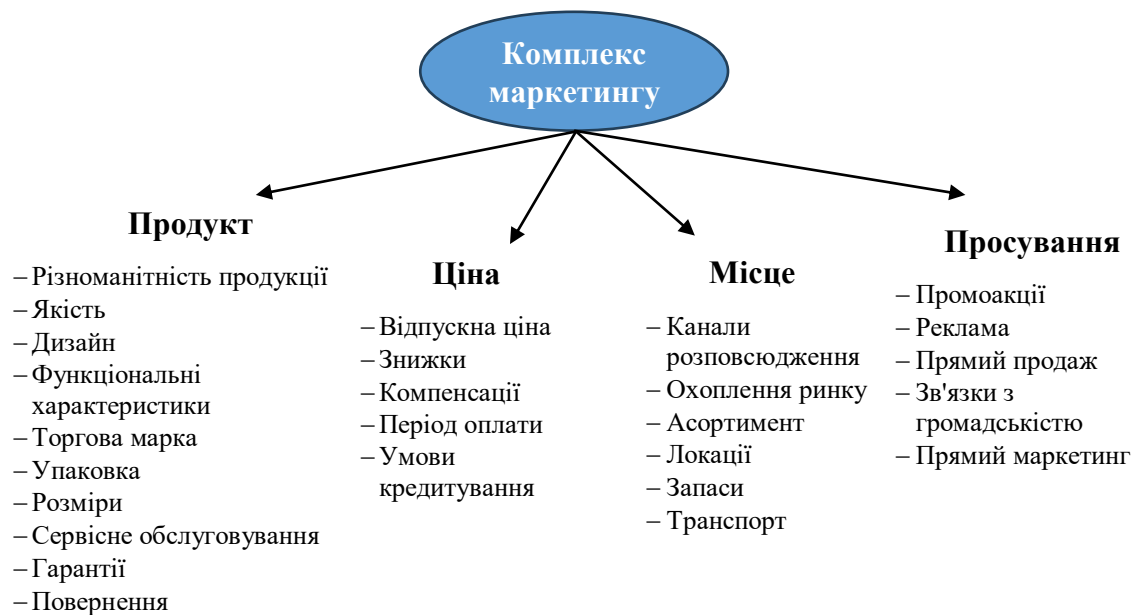 Комплекс
маркетингу
Продукт
– Різноманітність продукції
– Якість
– Дизайн
– Функціональні
характеристики
– Торгова марка
– Упаковка
– Розміри
– Сервісне обслуговування
– Гарантії
– Повернення
Ціна
– Відпускна ціна
– Знижки
– Компенсації
– Період оплати
– Умови
кредитування
Місце
– Канали
розповсюдження
– Охоплення ринку
– Асортимент
– Локації
– Запаси
– Транспорт
Просування
– Промоакції
– Реклама
– Прямий продаж
– Зв'язки з
громадськістю
– Прямий маркетинг